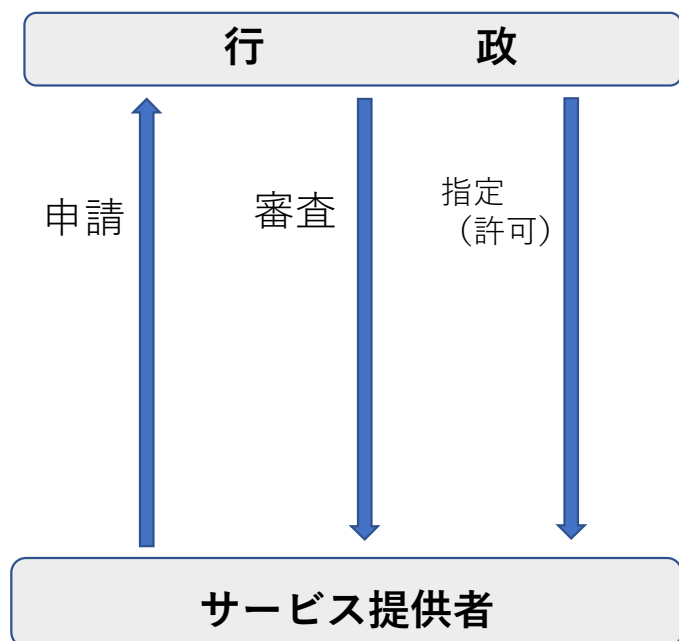 行　政
申請
審査
指定
（許可）
サービス提供者